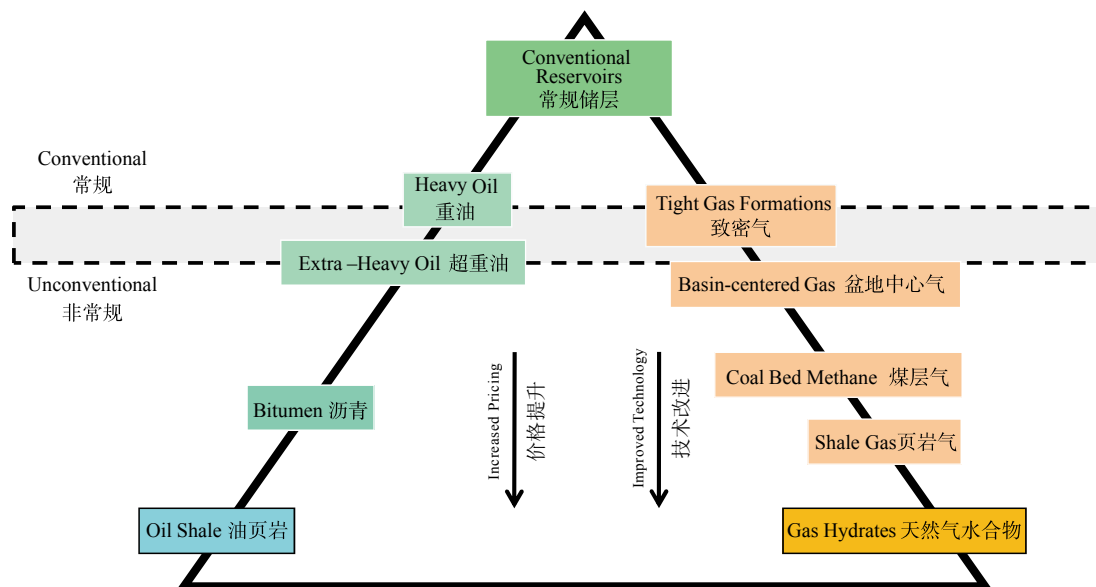 Conventional
Reservoirs
常规储层
Conventional
常规
Heavy Oil
重油
Tight Gas Formations
致密气
Extra –Heavy Oil 超重油
Basin-centered Gas 盆地中心气
Unconventional
非常规
Increased Pricing
价格提升
Improved Technology
技术改进
Coal Bed Methane 煤层气
Bitumen 沥青
Shale Gas页岩气
Oil Shale 油页岩
Gas Hydrates 天然气水合物